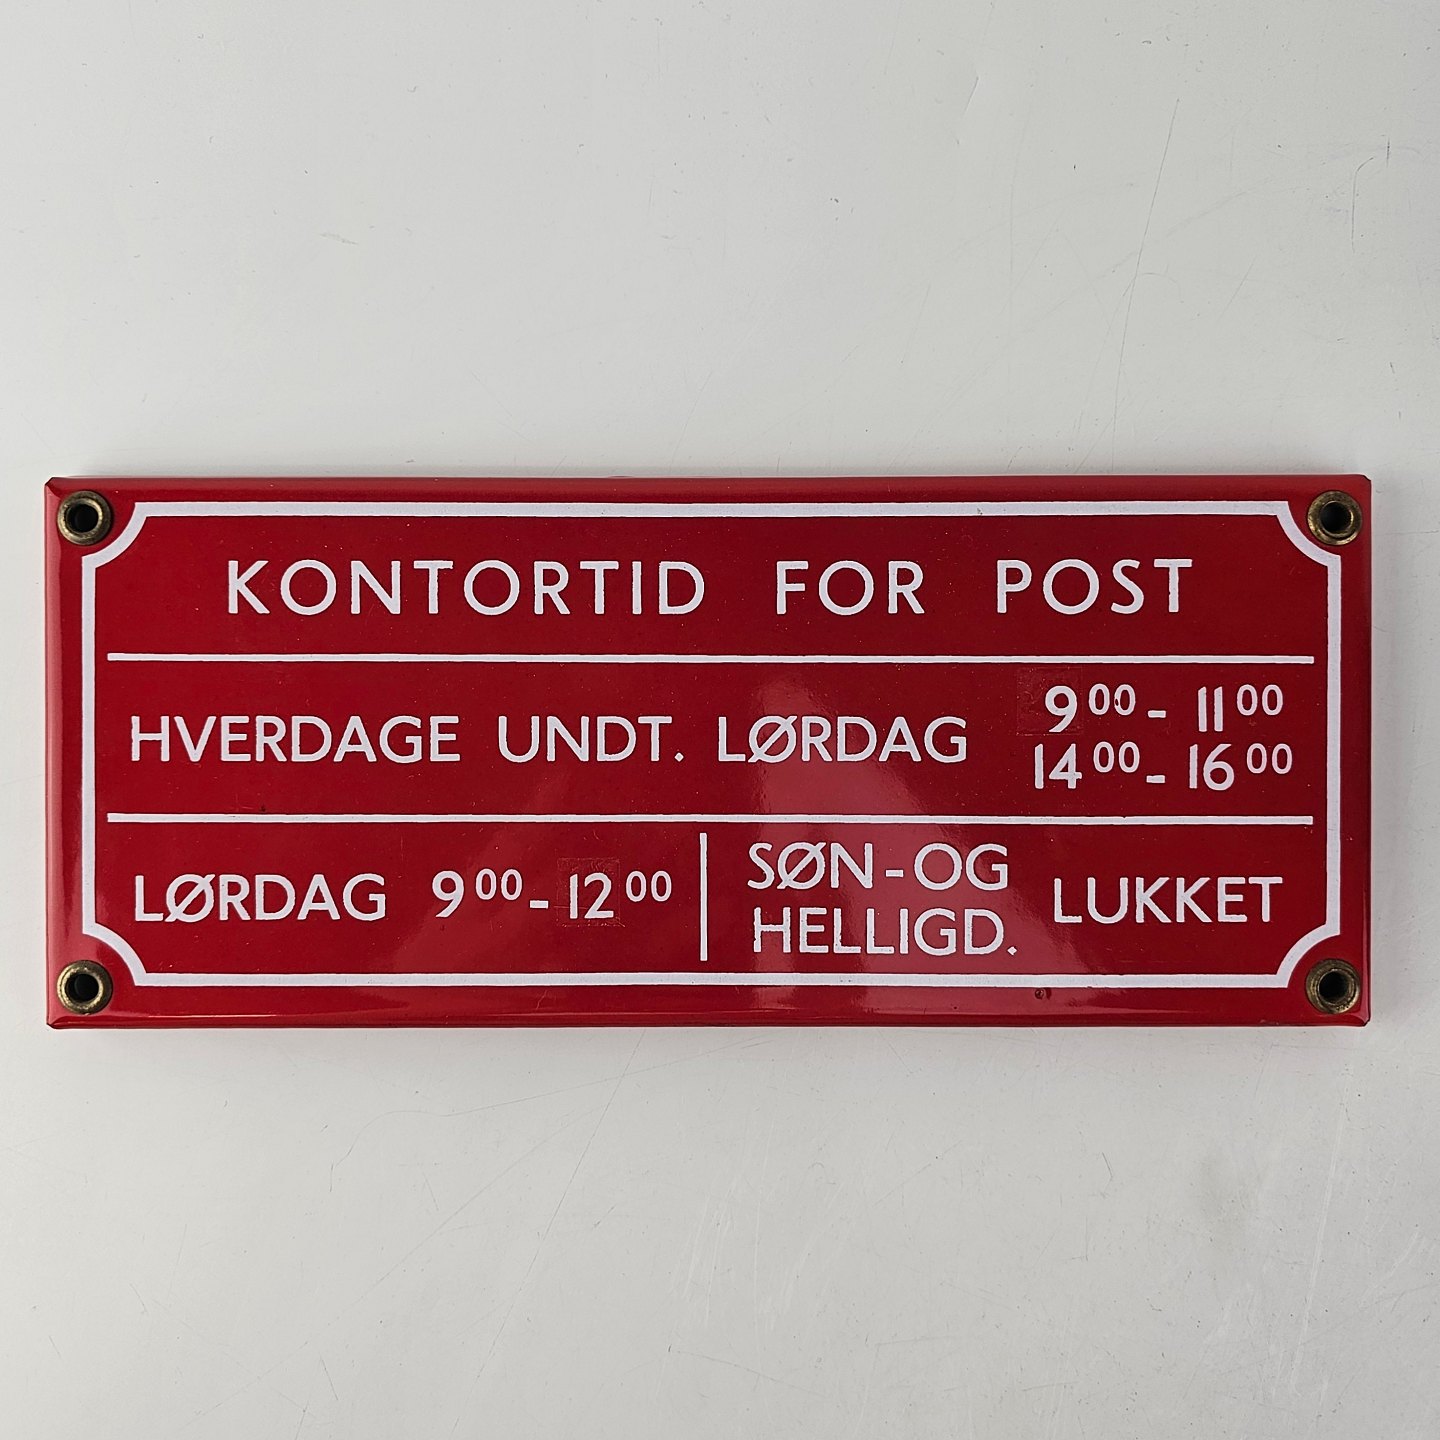 KONTORTID FOR POST
HVERDAGE UNDT. LØRDAG 9⁰⁰ - 11⁰⁰
14⁰⁰ - 16⁰⁰
LØRDAG 9⁰⁰ - 12⁰⁰
SØN-OG
HELLIGD. LUKKET